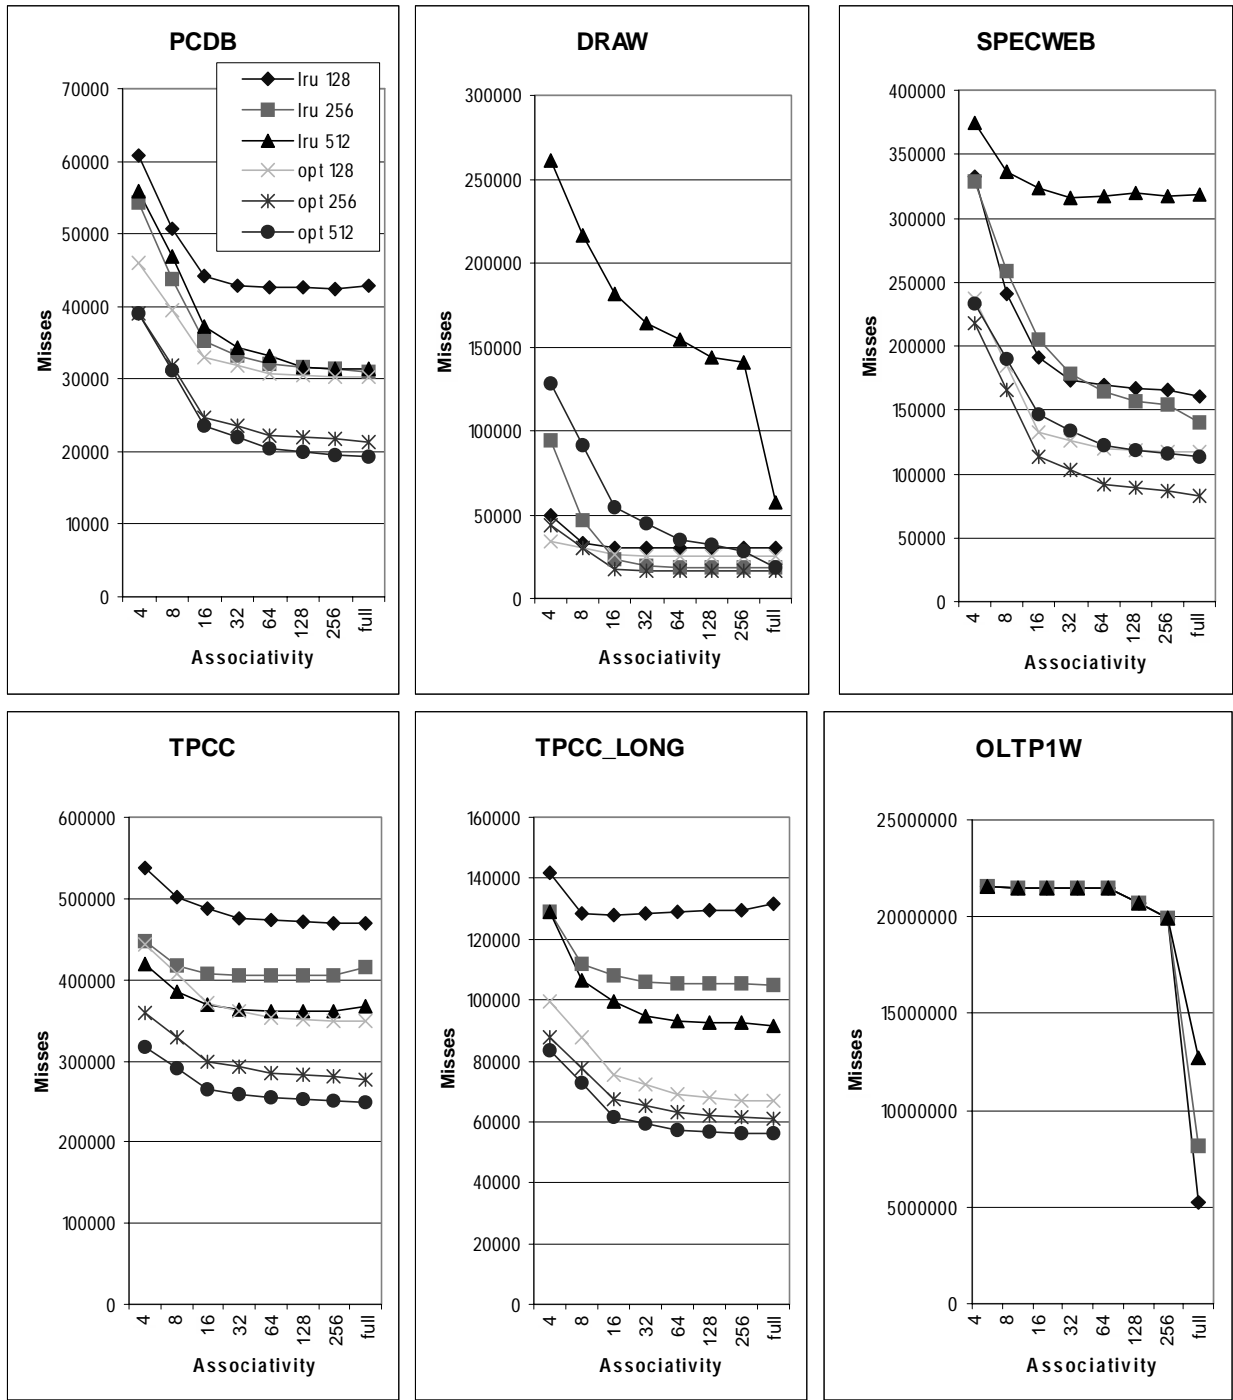 PCDB
lru 128
lru 256
lru 512
opt 128
opt 256
opt 512
70000
60000
50000
40000
30000
20000
10000
0
Misses
4 8 16 32 64 128 256 full
Associativity
DRAW
300000
250000
200000
150000
100000
50000
0
Misses
4 8 16 32 64 128 256 full
Associativity
SPECWEB
400000
350000
300000
250000
200000
150000
100000
50000
0
Misses
4 8 16 32 64 128 256 full
Associativity
TPCC
600000
500000
400000
300000
200000
100000
0
Misses
4 8 16 32 64 128 256 full
Associativity
TPCC_LONG
160000
140000
120000
100000
80000
60000
40000
20000
0
Misses
4 8 16 32 64 128 256 full
Associativity
OLTP1W
25000000
20000000
15000000
10000000
5000000
0
Misses
4 8 16 32 64 128 256 full
Associativity